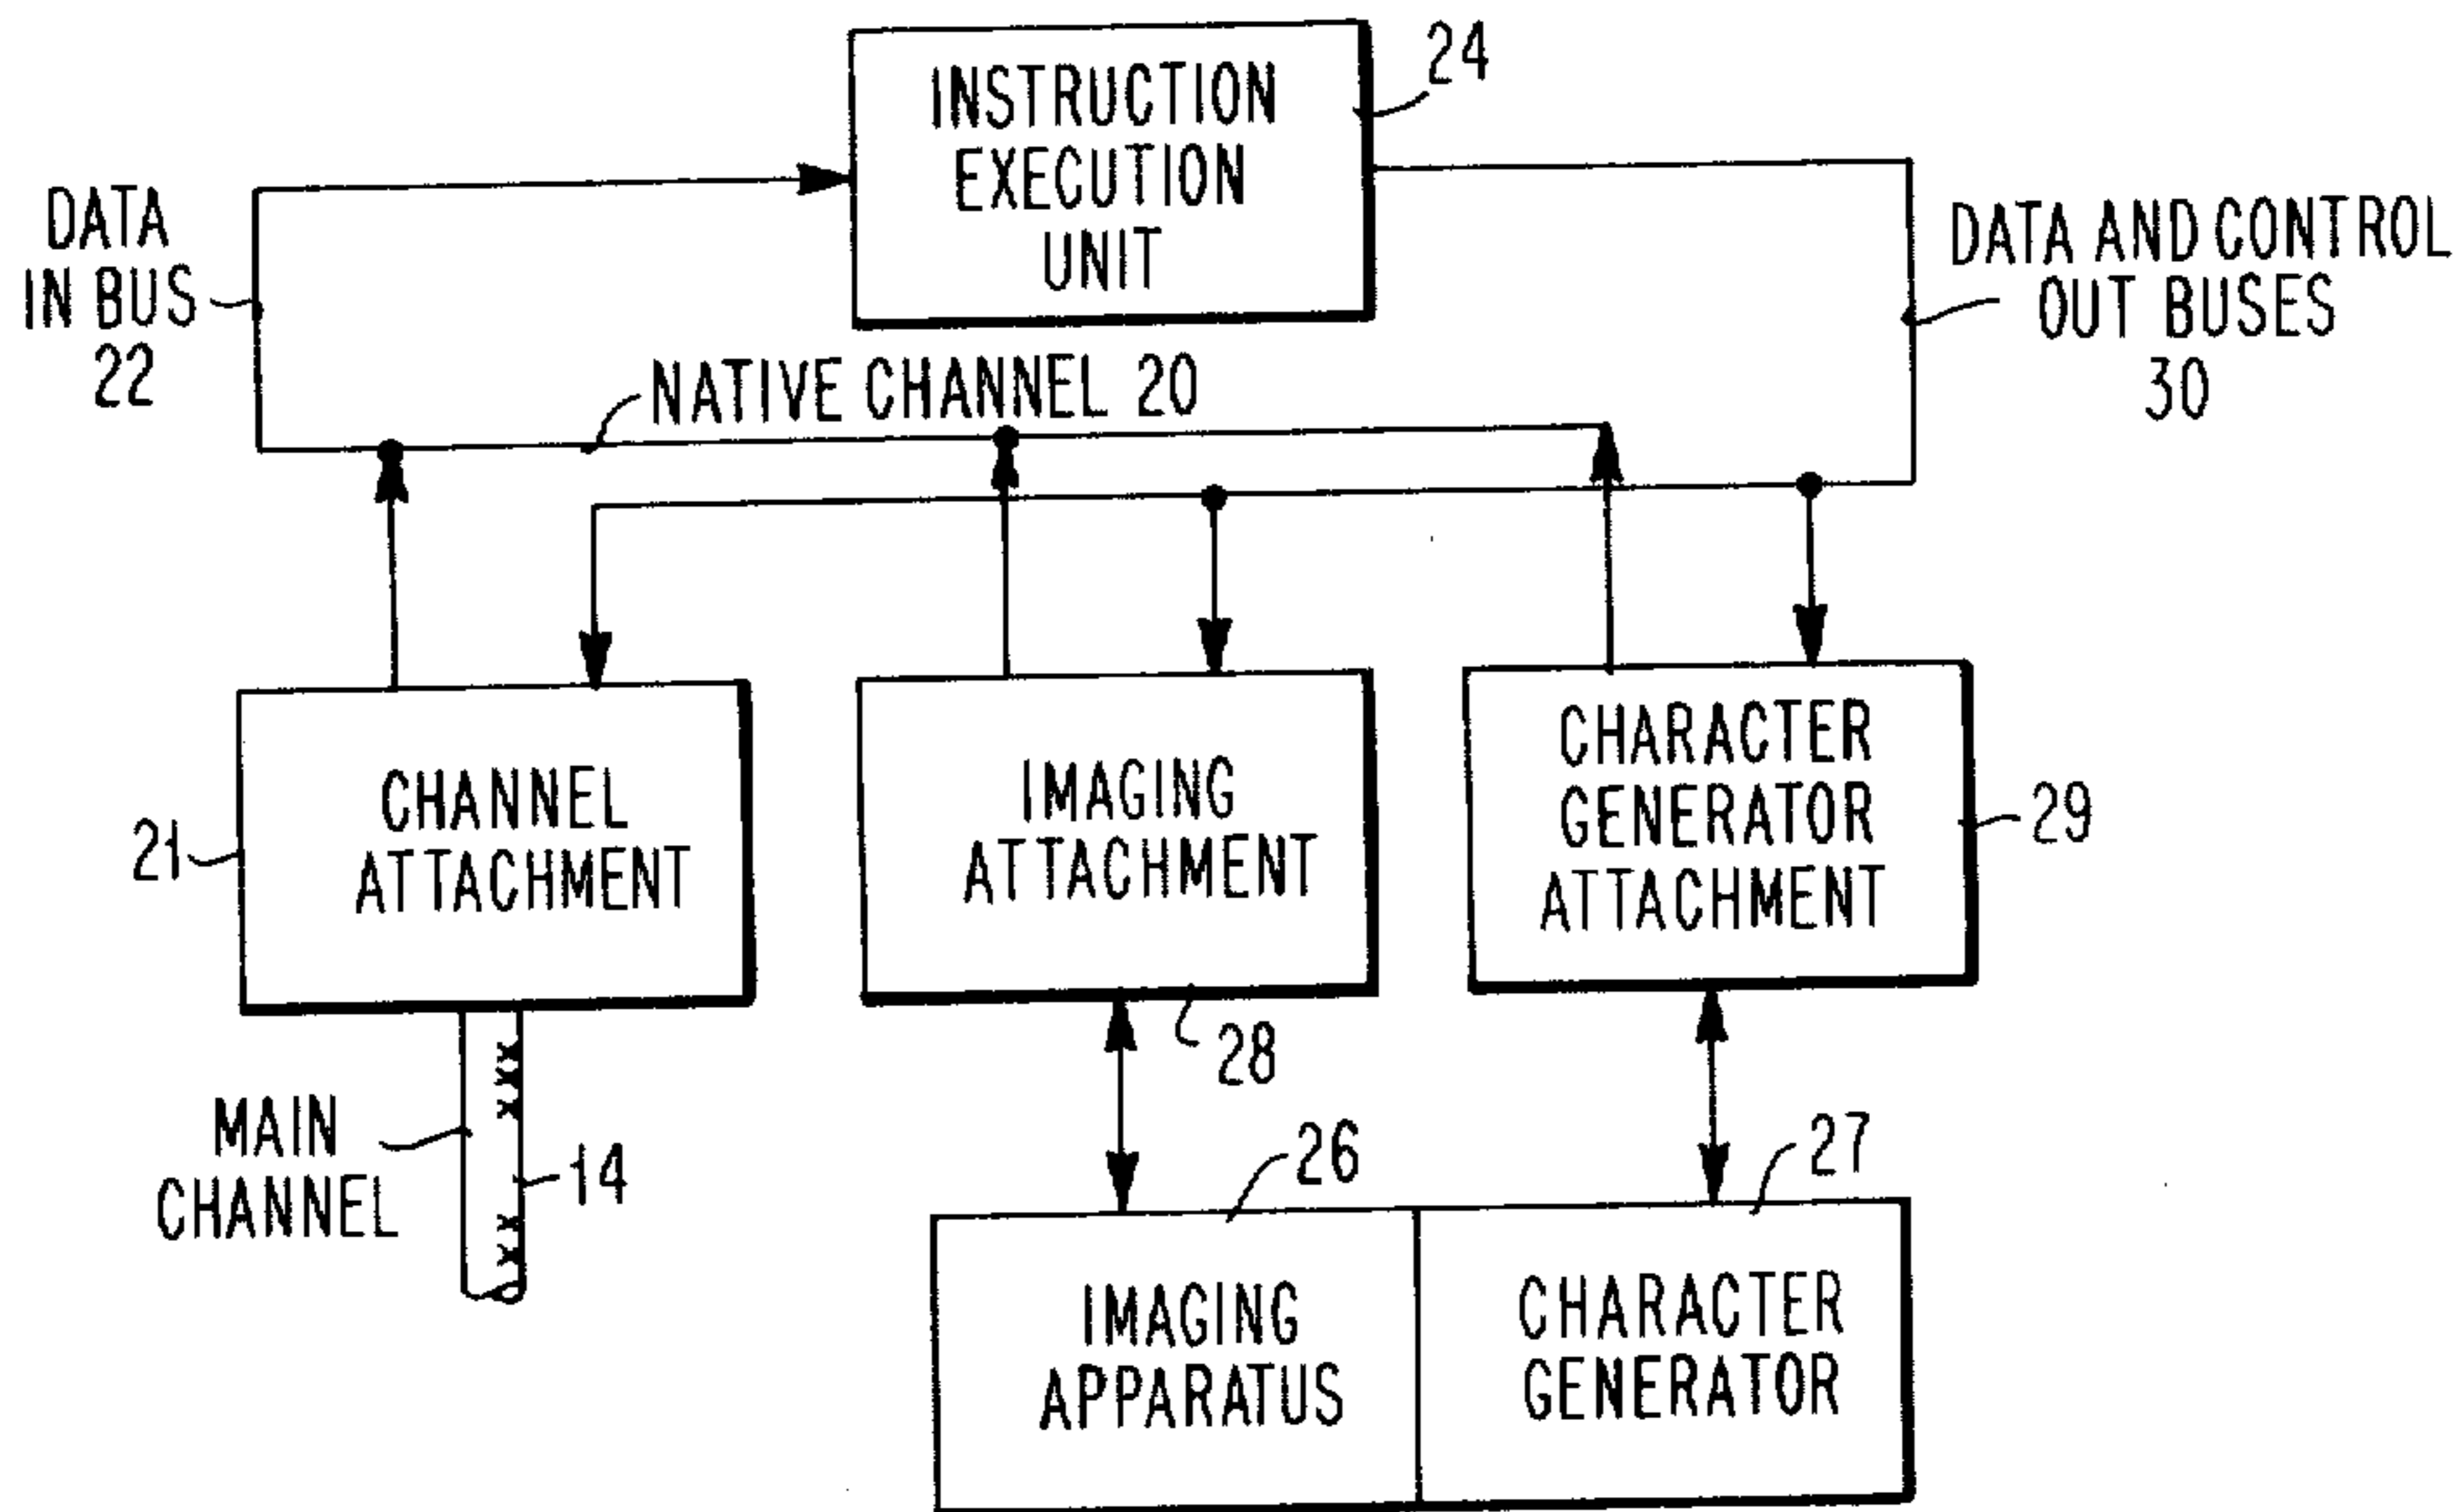 INSTRUCTION
EXECUTION
UNIT
24
DATA
IN BUS
22
DATA AND CONTROL
OUT BUSES
30
NATIVE CHANNEL 20
CHANNEL
ATTACHMENT
21
IMAGING
ATTACHMENT
28
CHARACTER
GENERATOR
ATTACHMENT
29
MAIN
CHANNEL
14
26
27
IMAGING
APPARATUS
CHARACTER
GENERATOR